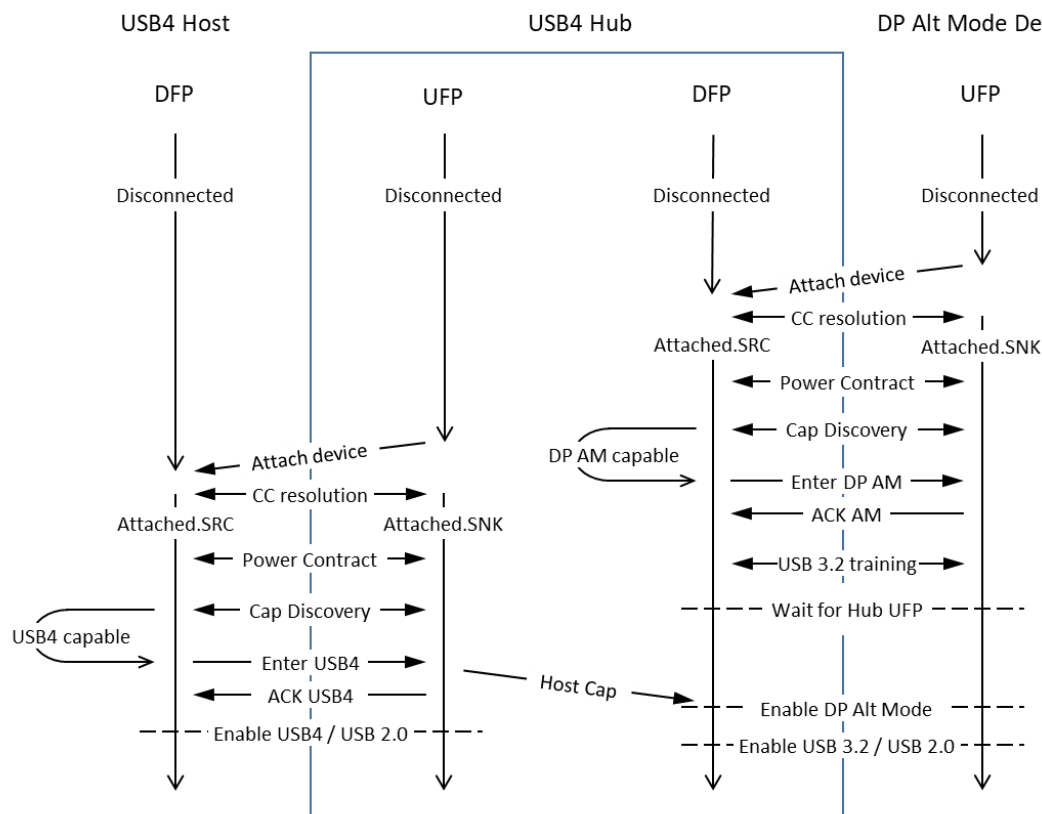 USB4 Host USB4 Hub DP Alt Mode De
DFP UFP DFP UFP
Disconnected Disconnected Disconnected Disconnected
Attach device
CC resolution
Attached.SRC Attached.SNK
Power Contract
Cap Discovery
DP AM capable
Enter DP AM
ACK AM
USB 3.2 training
Wait for Hub UFP
Attach device
CC resolution
Attached.SRC Attached.SNK
Power Contract
Cap Discovery
USB4 capable
Enter USB4
ACK USB4
Host Cap
Enable USB4 / USB 2.0
Enable DP Alt Mode
Enable USB 3.2 / USB 2.0